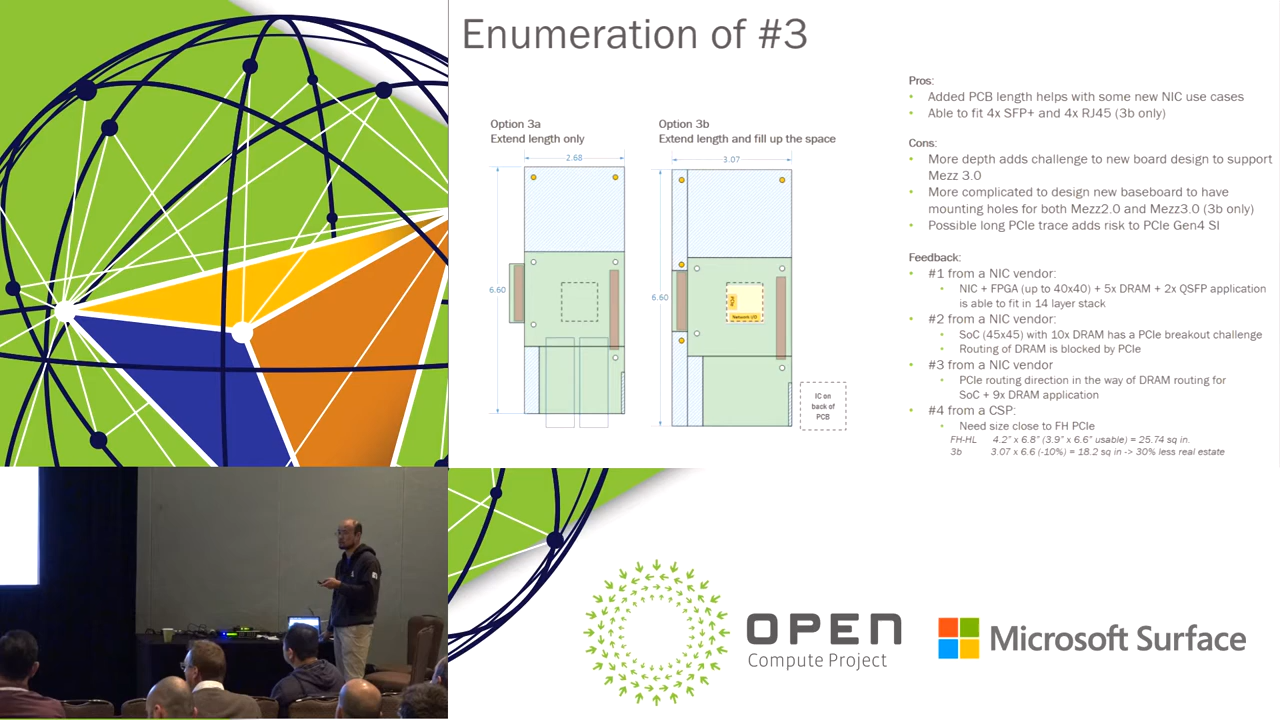 Enumeration of #3
Option 3a
Extend length only
2.68
6.60
Option 3b
Extend length and fill up the space
3.07
6.60
FPGA
Network I/O
IC on
back of
PCB
Pros:
• Added PCB length helps with some new NIC use cases
• Able to fit 4x SFP+ and 4x RJ45 (3b only)
Cons:
• More depth adds challenge to new board design to support
Mezz 3.0
• More complicated to design new baseboard to have
mounting holes for both Mezz2.0 and Mezz3.0 (3b only)
• Possible long PCIe trace adds risk to PCIe Gen4 SI
Feedback:
• #1 from a NIC vendor:
• NIC + FPGA (up to 40x40) + 5x DRAM + 2x QSFP application
is able to fit in 14 layer stack
• #2 from a NIC vendor:
• SoC (45x45) with 10x DRAM has a PCIe breakout challenge
• Routing of DRAM is blocked by PCIe
• #3 from a NIC vendor
• PCIe routing direction in the way of DRAM routing for
SoC + 9x DRAM application
• #4 from a CSP:
• Need size close to FH PCIe
FH-HL 4.2" x 6.8" (3.9" x 6.6" usable) = 25.74 sq in.
3b 3.07 x 6.6 (-10%) = 18.2 sq in -> 30% less real estate
OPEN
Compute Project
Microsoft Surface